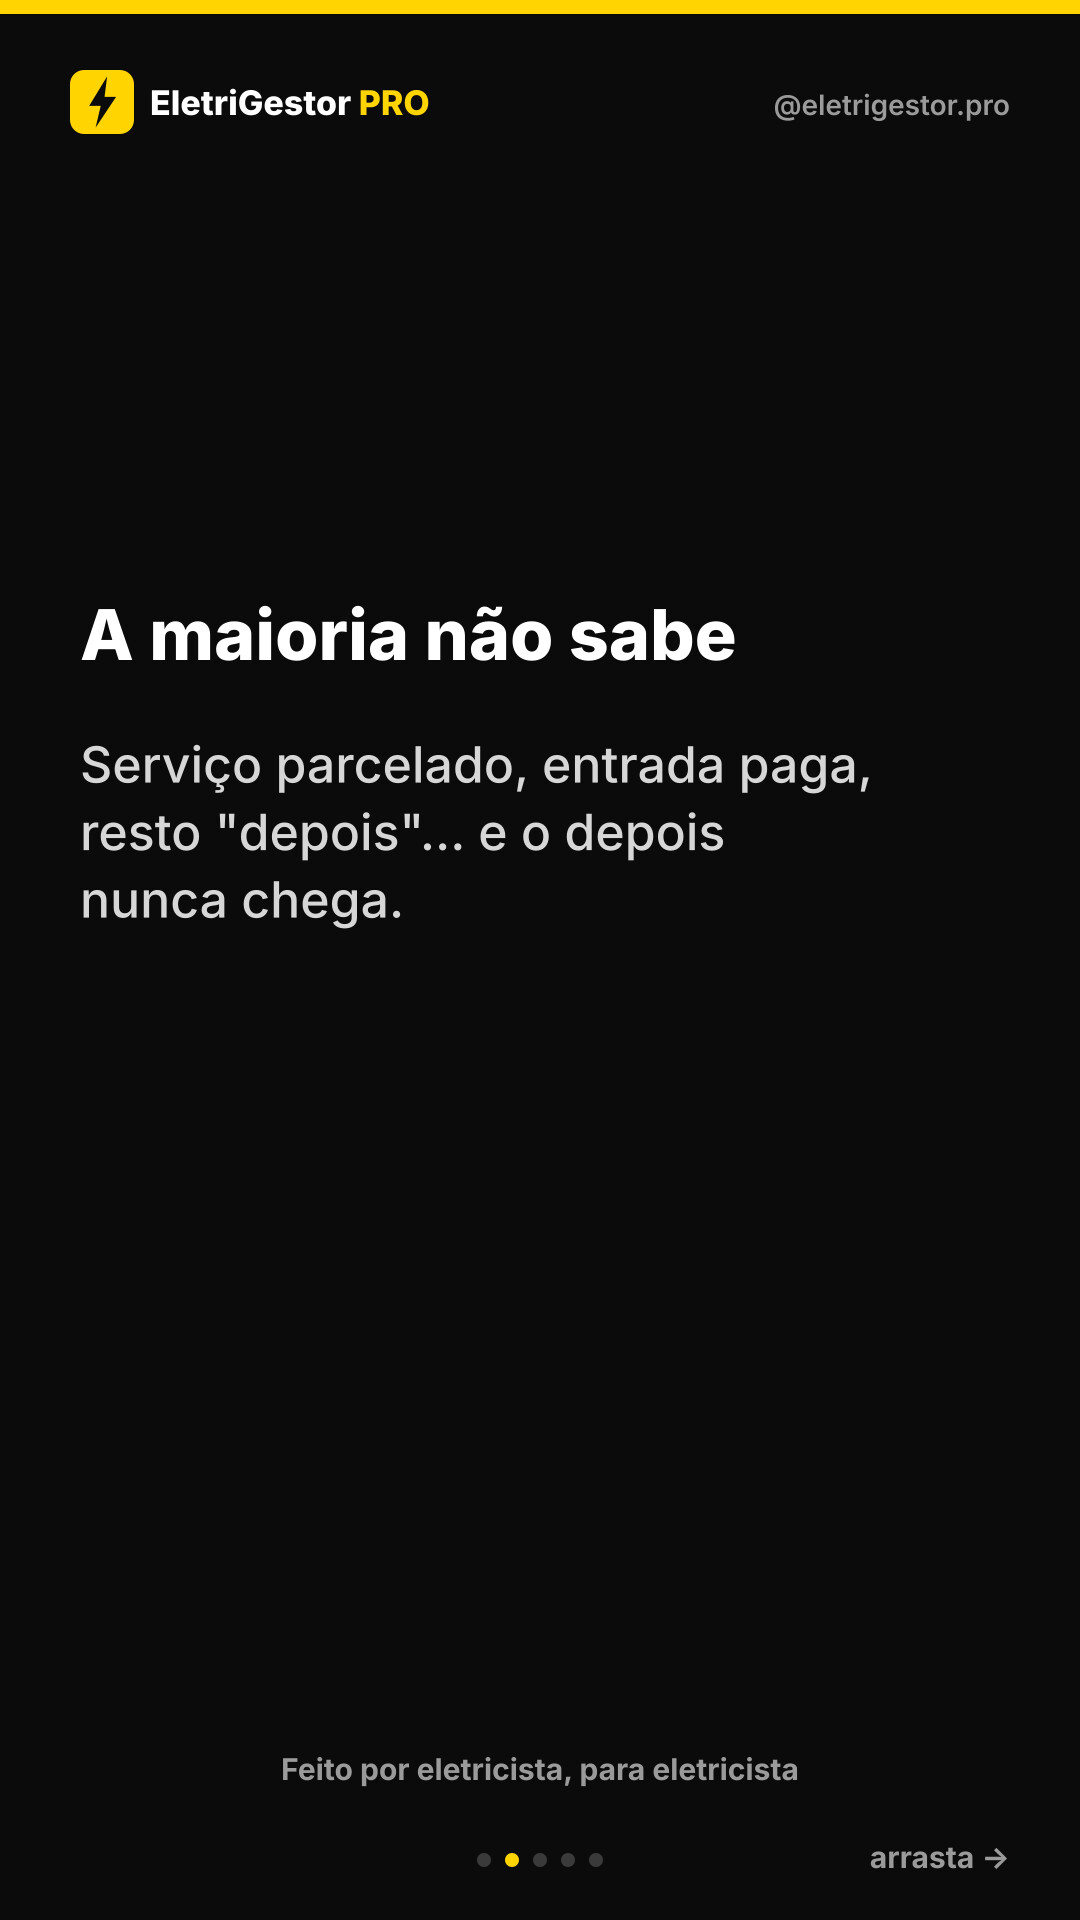 EletriGestor PRO
@eletrigestor.pro
A maioria não sabe
Serviço parcelado, entrada paga,
resto "depois"... e o depois
nunca chega.
Feito por eletricista, para eletricista
arrasta →